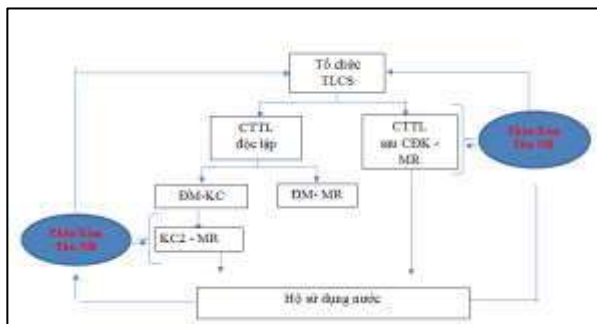 Tổ chức
TLCS
CTTL
độc lập
CTTL
sau CĐK -
MR
ĐM-KC
ĐM- MR
KC2 - MR
Hộ sử dụng nước